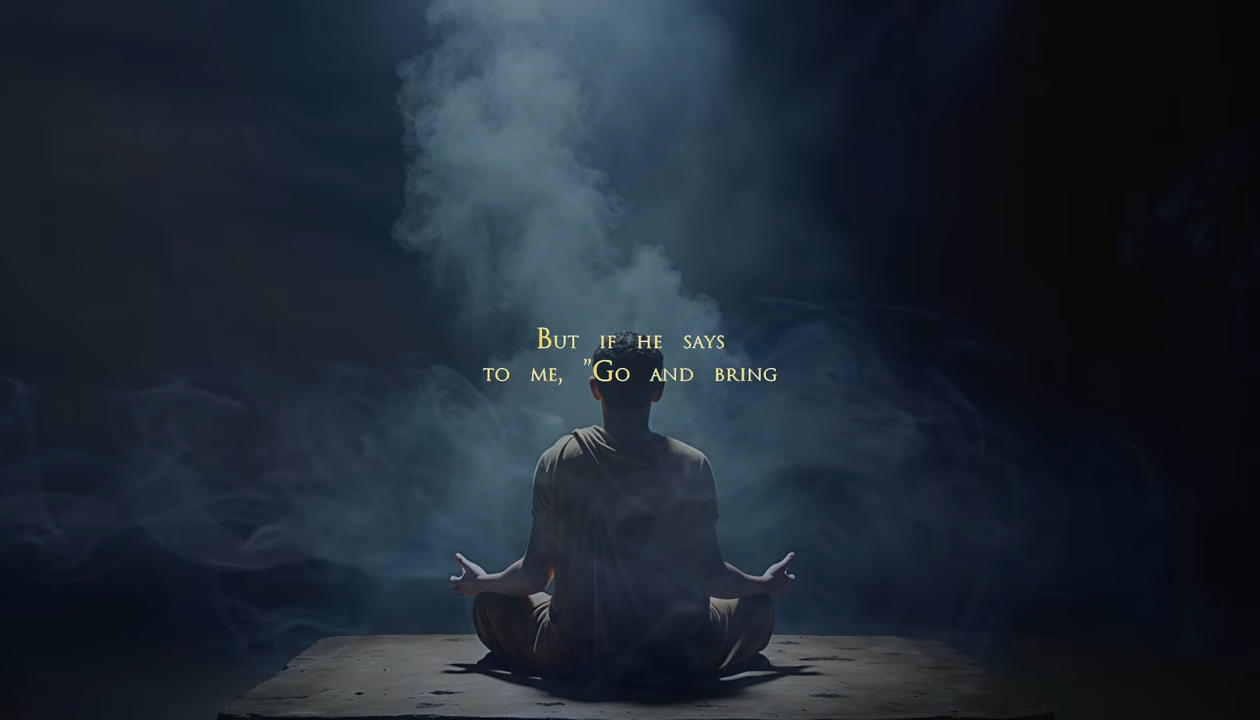 But if he says
to me, "Go and bring